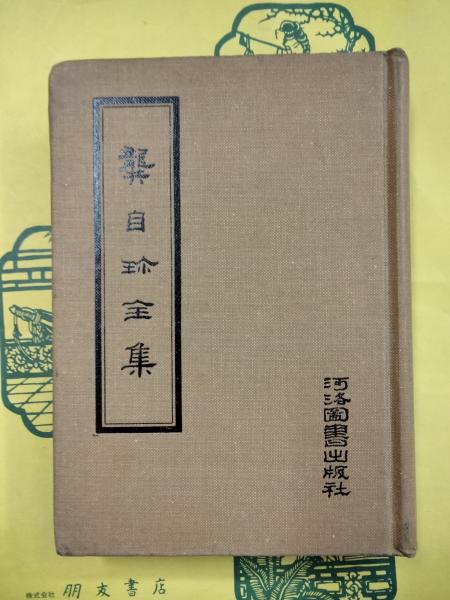 龔自珍全集
河洛圖書出版社
株式会社 朋友書店